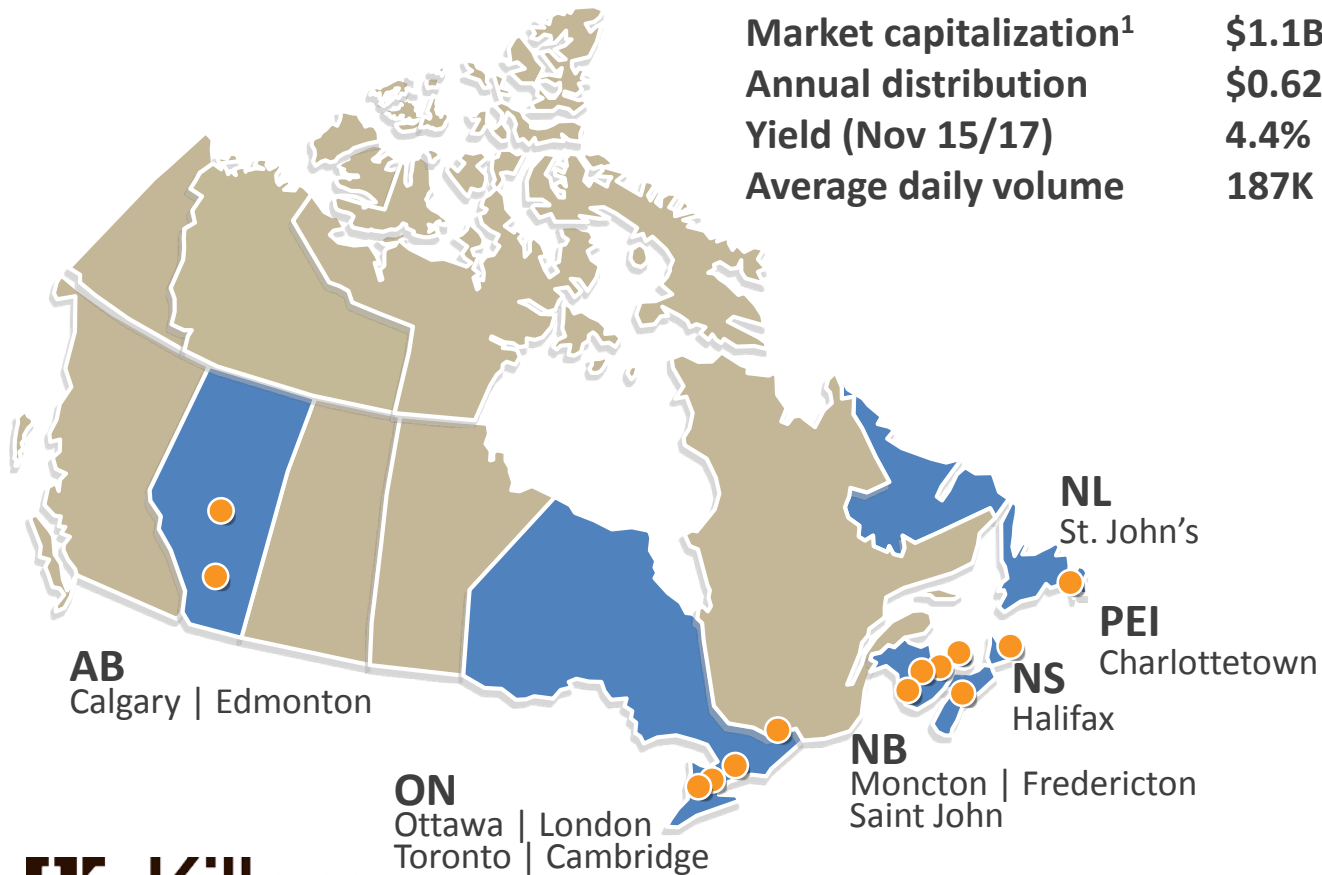 Market capitalization¹ $1.1B
Annual distribution $0.62
Yield (Nov 15/17) 4.4%
Average daily volume 187K
NL
St. John’s
PEI
Charlottetown
NS
Halifax
AB
Calgary | Edmonton
NB
Moncton | Fredericton
Saint John
ON
Ottawa | London
Toronto | Cambridge